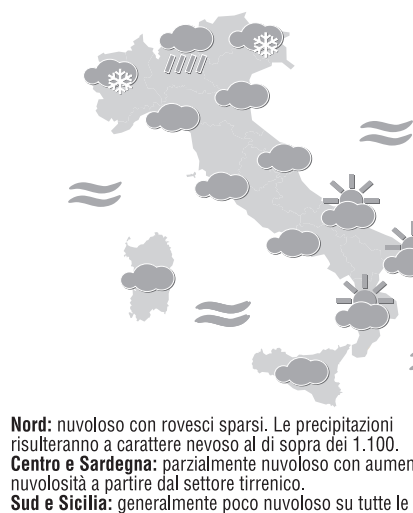 Nord: nuvoloso con rovesci sparsi. Le precipitazioni
risulteranno a carattere nevoso al di sopra dei 1.100.
Centro e Sardegna: parzialmente nuvoloso con aumen
nuvolosità a partire dal settore tirrenico.
Sud e Sicilia: generalmente poco nuvoloso su tutte le